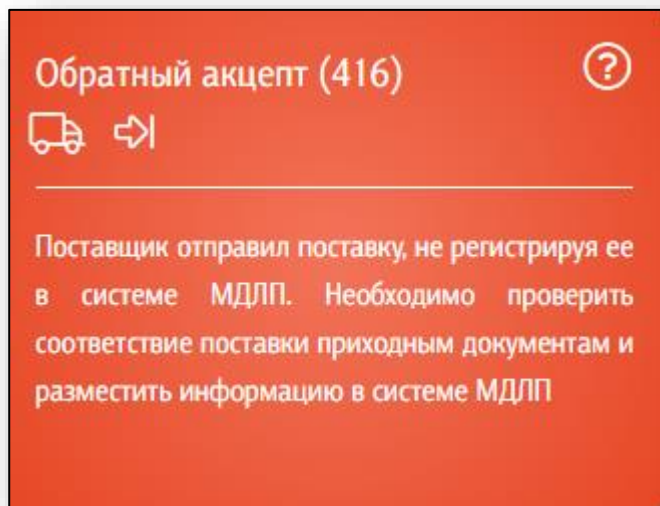 Обратный акцепт (416)
?
Поставщик отправил поставку, не регистрируя ее
в системе МДЛП. Необходимо проверить
соответствие поставки приходным документам и
разместить информацию в системе МДЛП